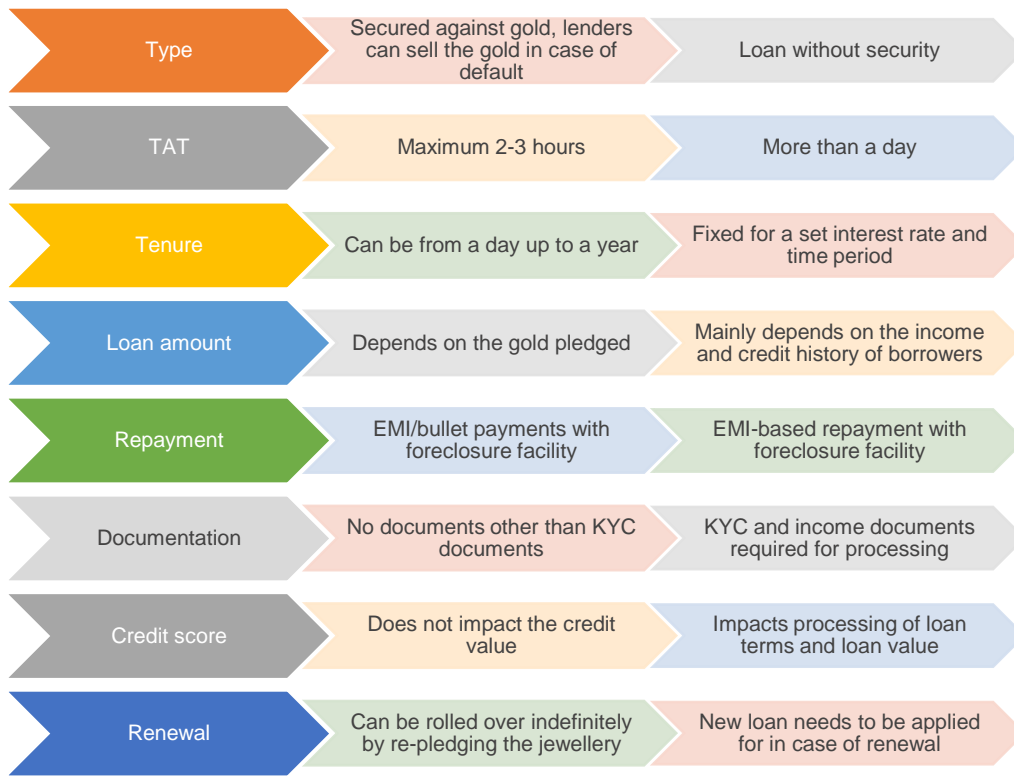 Type
Secured against gold, lenders
can sell the gold in case of
default
Loan without security
TAT
Maximum 2-3 hours
More than a day
Tenure
Can be from a day up to a year
Fixed for a set interest rate and
time period
Loan amount
Depends on the gold pledged
Mainly depends on the income
and credit history of borrowers
Repayment
EMI/bullet payments with
foreclosure facility
EMI-based repayment with
foreclosure facility
Documentation
No documents other than KYC
documents
KYC and income documents
required for processing
Credit score
Does not impact the credit
value
Impacts processing of loan
terms and loan value
Renewal
Can be rolled over indefinitely
by re-pledging the jewellery
New loan needs to be applied
for in case of renewal